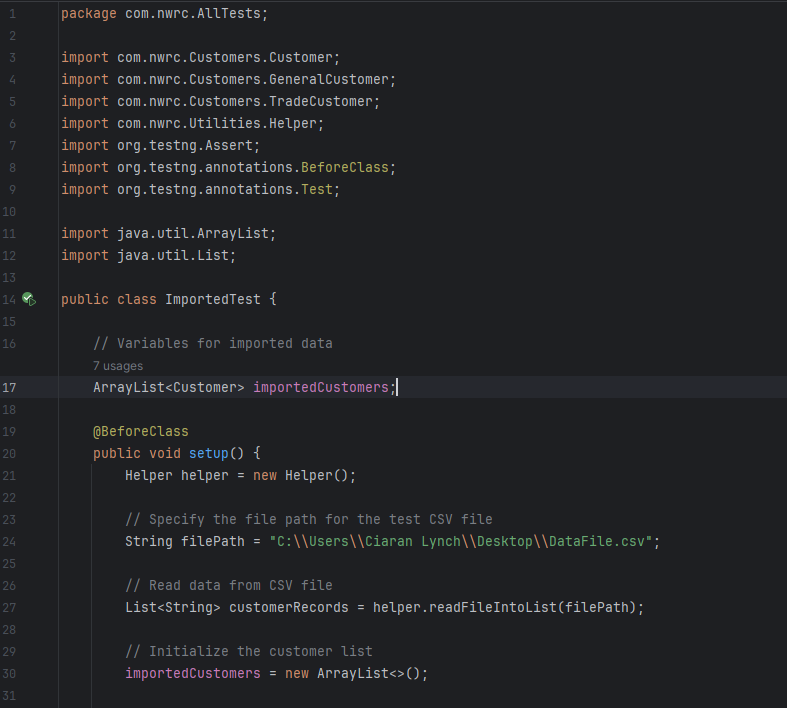 1 package com.nwrc.AllTests;
2
3 import com.nwrc.Customers.Customer;
4 import com.nwrc.Customers.GeneralCustomer;
5 import com.nwrc.Customers.TradeCustomer;
6 import com.nwrc.Utilities.Helper;
7 import org.testng.Assert;
8 import org.testng.annotations.BeforeClass;
9 import org.testng.annotations.Test;
10
11 import java.util.ArrayList;
12 import java.util.List;
13
14 public class ImportedTest {
15
16 // Variables for imported data
7 usages
17 ArrayList<Customer> importedCustomers;
18
19 @BeforeClass
20 public void setup() {
21 Helper helper = new Helper();
22
23 // Specify the file path for the test CSV file
24 String filePath = "C:\\Users\\Ciaran Lynch\\Desktop\\DataFile.csv";
25
26 // Read data from CSV file
27 List<String> customerRecords = helper.readFileIntoList(filePath);
28
29 // Initialize the customer list
30 importedCustomers = new ArrayList<>();
31